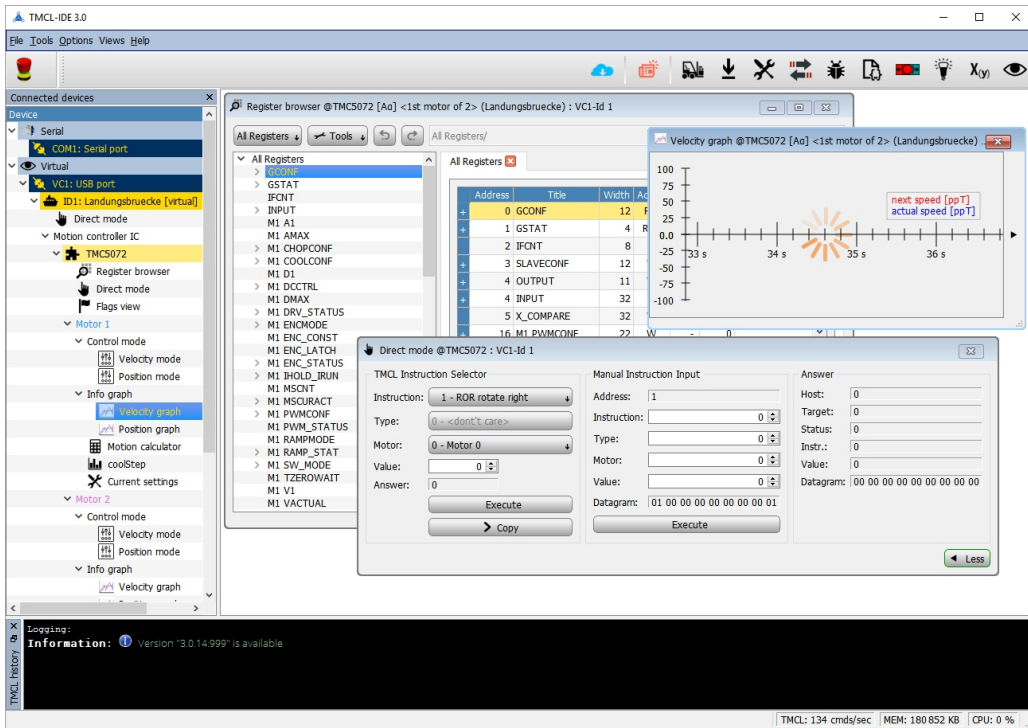 TMCL-IDE 3.0
File Tools Options Views Help
X(y)
Connected devices
Device
Serial
COM1: Serial port
Virtual
VC1: USB port
ID1: Landungsbruecke [virtual]
Direct mode
Motion controller IC
TMC5072
Register browser
Direct mode
Flags view
Motor 1
Control mode
Velocity mode
Position mode
Info graph
Velocity graph
Position graph
Motion calculator
coolStep
Current settings
Motor 2
Control mode
Velocity mode
Position mode
Info graph
Velocity graph
Register browser @TMC5072 [Aq] <1st motor of 2> (Landungsbruecke) : VC1-Id 1
All Registers Tools All Registers/
All Registers
GCONF
GSTAT
IFCNT
INPUT
M1 A1
M1 AMAX
M1 CHOPCONF
M1 COOLCONF
M1 D1
M1 DCCTRL
M1 DMAX
M1 DRV_STATUS
M1 ENCMODE
M1 ENC_CONST
M1 ENC_LATCH
M1 ENC_STATUS
M1 IHOLD_IRUN
M1 MSCNT
M1 MSCURACT
M1 PWMCONF
M1 PWM_STATUS
M1 RAMPMODE
M1 RAMP_STAT
M1 SW_MODE
M1 TZEROWAIT
M1 V1
M1 VACTUAL
All Registers
Address Title Width
0 GCONF 12
1 GSTAT 4
2 IFCNT 8
3 SLAVECONF 12
4 OUTPUT 11
4 INPUT 32
5 X_COMPARE 32
16 M1 PWMCONF 22 W - 0
Velocity graph @TMC5072 [Aq] <1st motor of 2> (Landungsbruecke)
100
75
50
25
0.0
-25
-50
-75
-100
33 s 34 s 35 s 36 s
next speed [ppT]
actual speed [ppT]
Direct mode @TMC5072 : VC1-Id 1
TMCL Instruction Selector
Instruction: 1 - ROR rotate right
Type: 0 - <don't care>
Motor: 0 - Motor 0
Value: 0
Answer: 0
Execute
Copy
Manual Instruction Input
Address: 1
Instruction: 0
Type: 0
Motor: 0
Value: 0
Datagram: 01 00 00 00 00 00 00 00 01
Execute
Answer
Host: 0
Target: 0
Status: 0
Instr.: 0
Value: 0
Datagram: 00 00 00 00 00 00 00 00 00
Less
TMCL history
Logging:
Information: Version "3.0.14.999" is available
TMCL: 134 cmds/sec MEM: 180852 KB CPU: 0 %